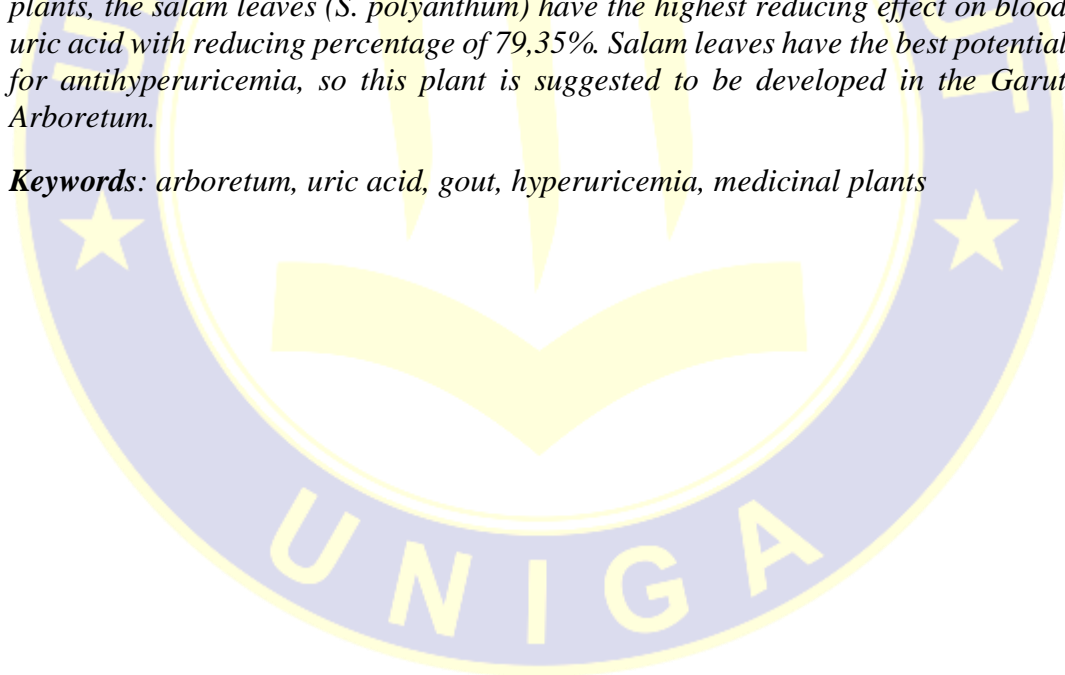 plants, the salam leaves (S. polyanthum) have the highest reducing effect on blood
uric acid with reducing percentage of 79,35%. Salam leaves have the best potential
for antihyperuricemia, so this plant is suggested to be developed in the Garut
Arboretum.
Keywords: arboretum, uric acid, gout, hyperuricemia, medicinal plants
UNIGA